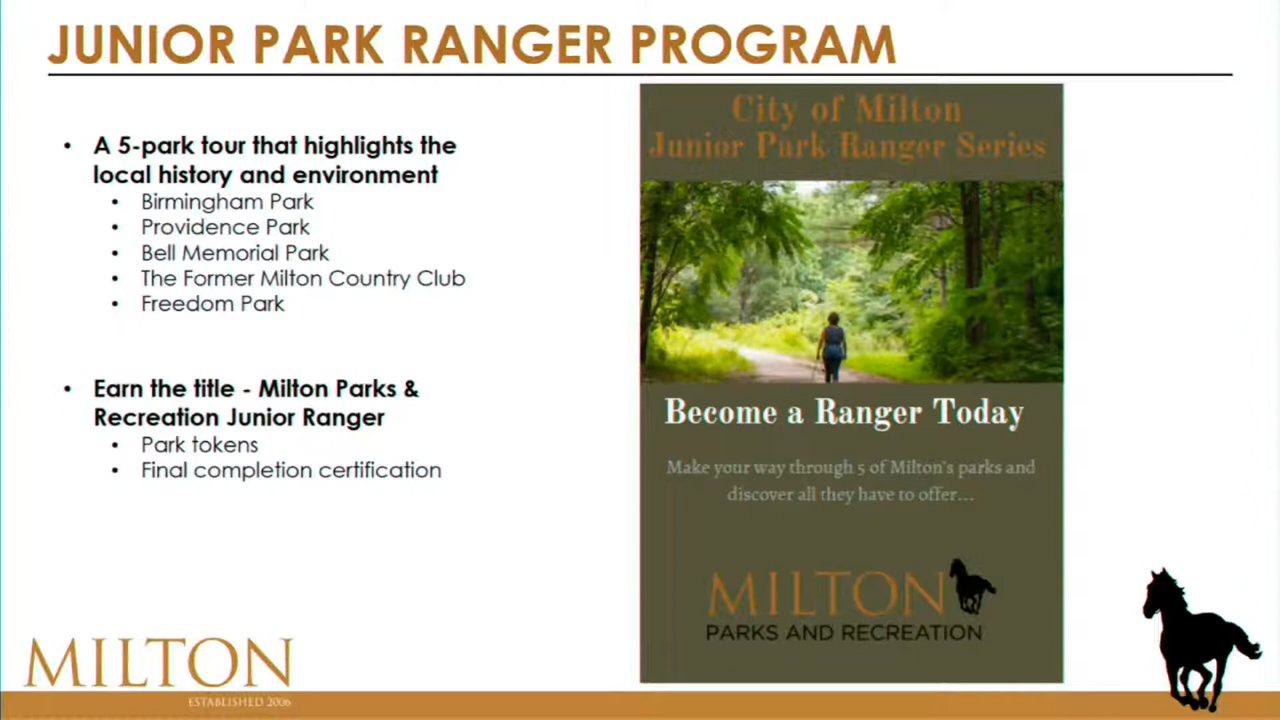 JUNIOR PARK RANGER PROGRAM
• A 5-park tour that highlights the
local history and environment
• Birmingham Park
• Providence Park
• Bell Memorial Park
• The Former Milton Country Club
• Freedom Park
• Earn the title - Milton Parks &
Recreation Junior Ranger
• Park tokens
• Final completion certification
City of Milton
Junior Park Ranger Series
Become a Ranger Today
Make your way through 5 of Milton's parks and
discover all they have to offer...
MILTON
PARKS AND RECREATION
MILTON
ESTABLISHED 2006